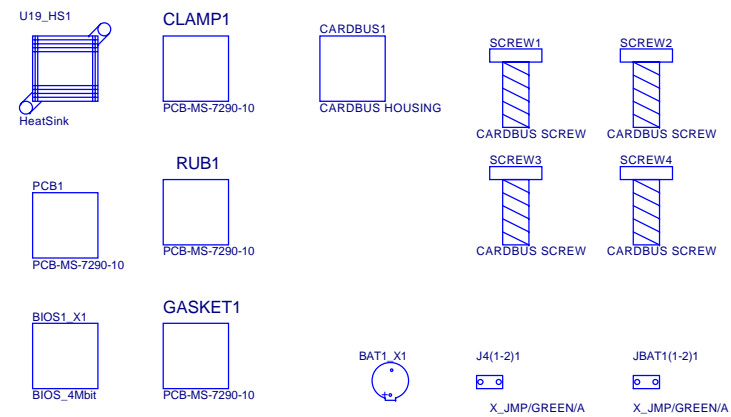 U19_HS1
CLAMP1
CARDBUS1
SCREW1
SCREW2
HeatSink
PCB-MS-7290-10
CARDBUS HOUSING
CARDBUS SCREW
CARDBUS SCREW
PCB1
RUB1
SCREW3
SCREW4
PCB-MS-7290-10
PCB-MS-7290-10
CARDBUS SCREW
CARDBUS SCREW
BIOS1_X1
GASKET1
BAT1_X1
J4(1-2)1
JBAT1(1-2)1
BIOS_4Mbit
PCB-MS-7290-10
+
X_JMP/GREEN/A
X_JMP/GREEN/A